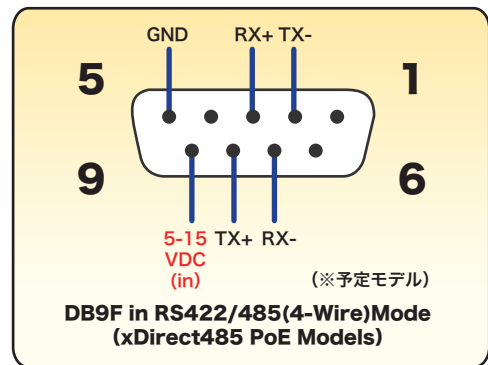 GND RX+ TX-
5 1
9 6
5-15 TX+ RX-
VDC
(in)
(※予定モデル)
DB9F in RS422/485(4-Wire)Mode
(xDirect485 PoE Models)